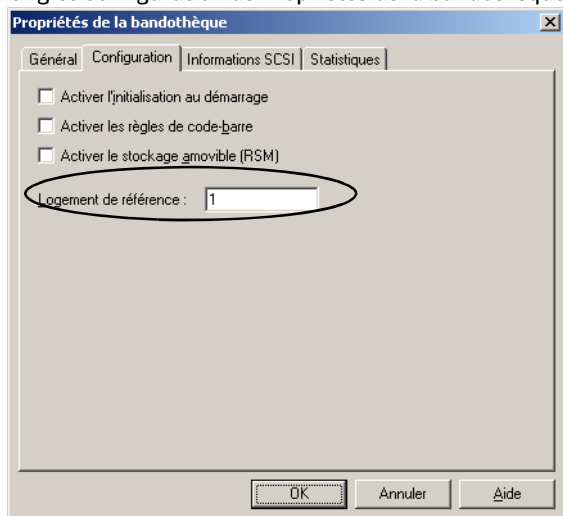 Propriétés de la bandothèque
Général Configuration Informations SCSI Statistiques
Activer l'initialisation au démarrage
Activer les règles de code-barre
Activer le stockage amovible (RSM)
Logement de référence : 1
OK Annuler Aide